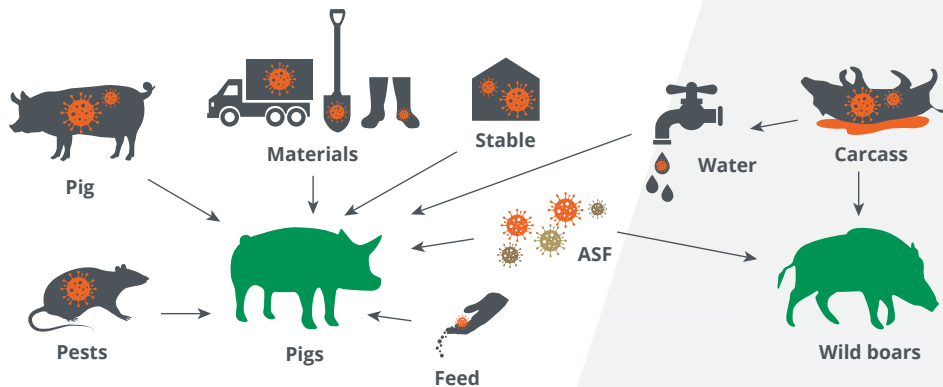 Pig
Materials
Stable
Water
Carcass
ASF
Pests
Pigs
Feed
Wild boars